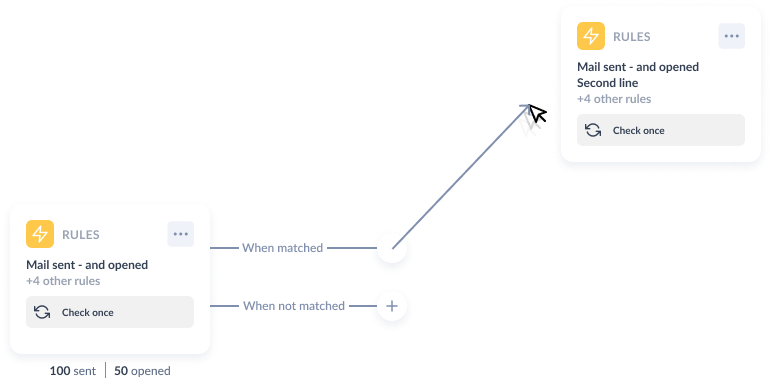 RULES
Mail sent - and opened
Second line
+4 other rules
Check once
RULES
Mail sent - and opened
+4 other rules
Check once
When matched
When not matched
100 sent | 50 opened